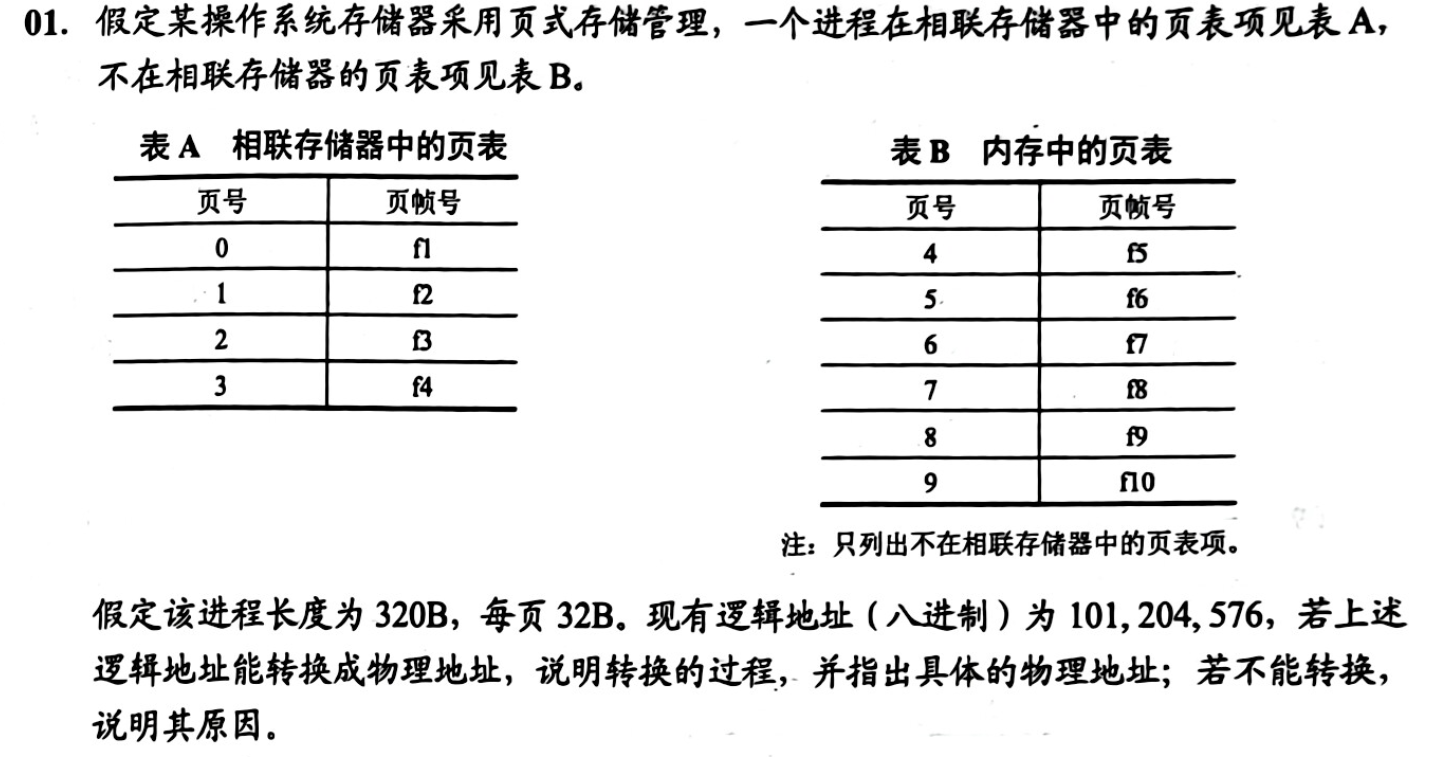 01. 假定某操作系统存储器采用页式存储管理，一个进程在相联存储器中的页表项见表 A，
不在相联存储器的页表项见表 B。
表 A 相联存储器中的页表
页号 页帧号
0 f1
1 f2
2 f3
3 f4
表 B 内存中的页表
页号 页帧号
4 f5
5 f6
6 f7
7 f8
8 f9
9 f10
注：只列出不在相联存储器中的页表项。
假定该进程长度为 320B，每页 32B。现有逻辑地址（八进制）为 101, 204, 576，若上述
逻辑地址能转换成物理地址，说明转换的过程，并指出具体的物理地址；若不能转换，
说明其原因。